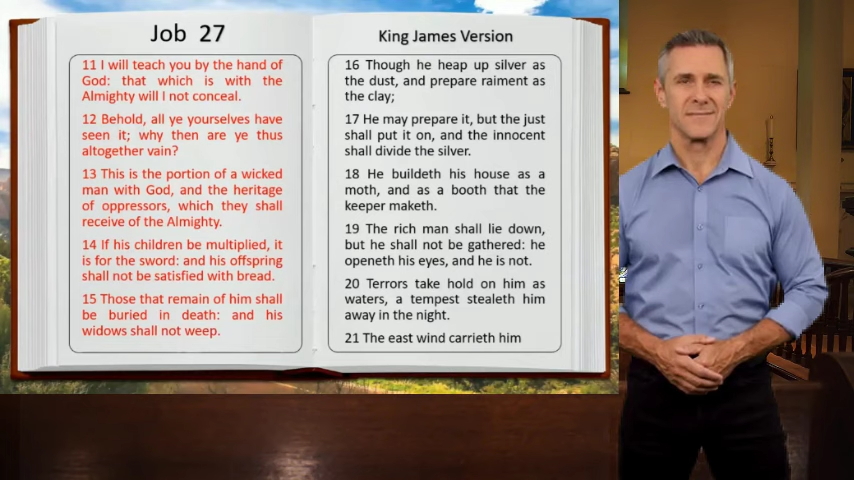 Job 27
11 I will teach you by the hand of
God: that which is with the
Almighty will I not conceal.
12 Behold, all ye yourselves have
seen it; why then are ye thus
altogether vain?
13 This is the portion of a wicked
man with God, and the heritage
of oppressors, which they shall
receive of the Almighty.
14 If his children be multiplied, it
is for the sword: and his offspring
shall not be satisfied with bread.
15 Those that remain of him shall
be buried in death: and his
widows shall not weep.
King James Version
16 Though he heap up silver as
the dust, and prepare raiment as
the clay;
17 He may prepare it, but the just
shall put it on, and the innocent
shall divide the silver.
18 He buildeth his house as a
moth, and as a booth that the
keeper maketh.
19 The rich man shall lie down,
but he shall not be gathered: he
openeth his eyes, and he is not.
20 Terrors take hold on him as
waters, a tempest stealeth him
away in the night.
21 The east wind carrieth him